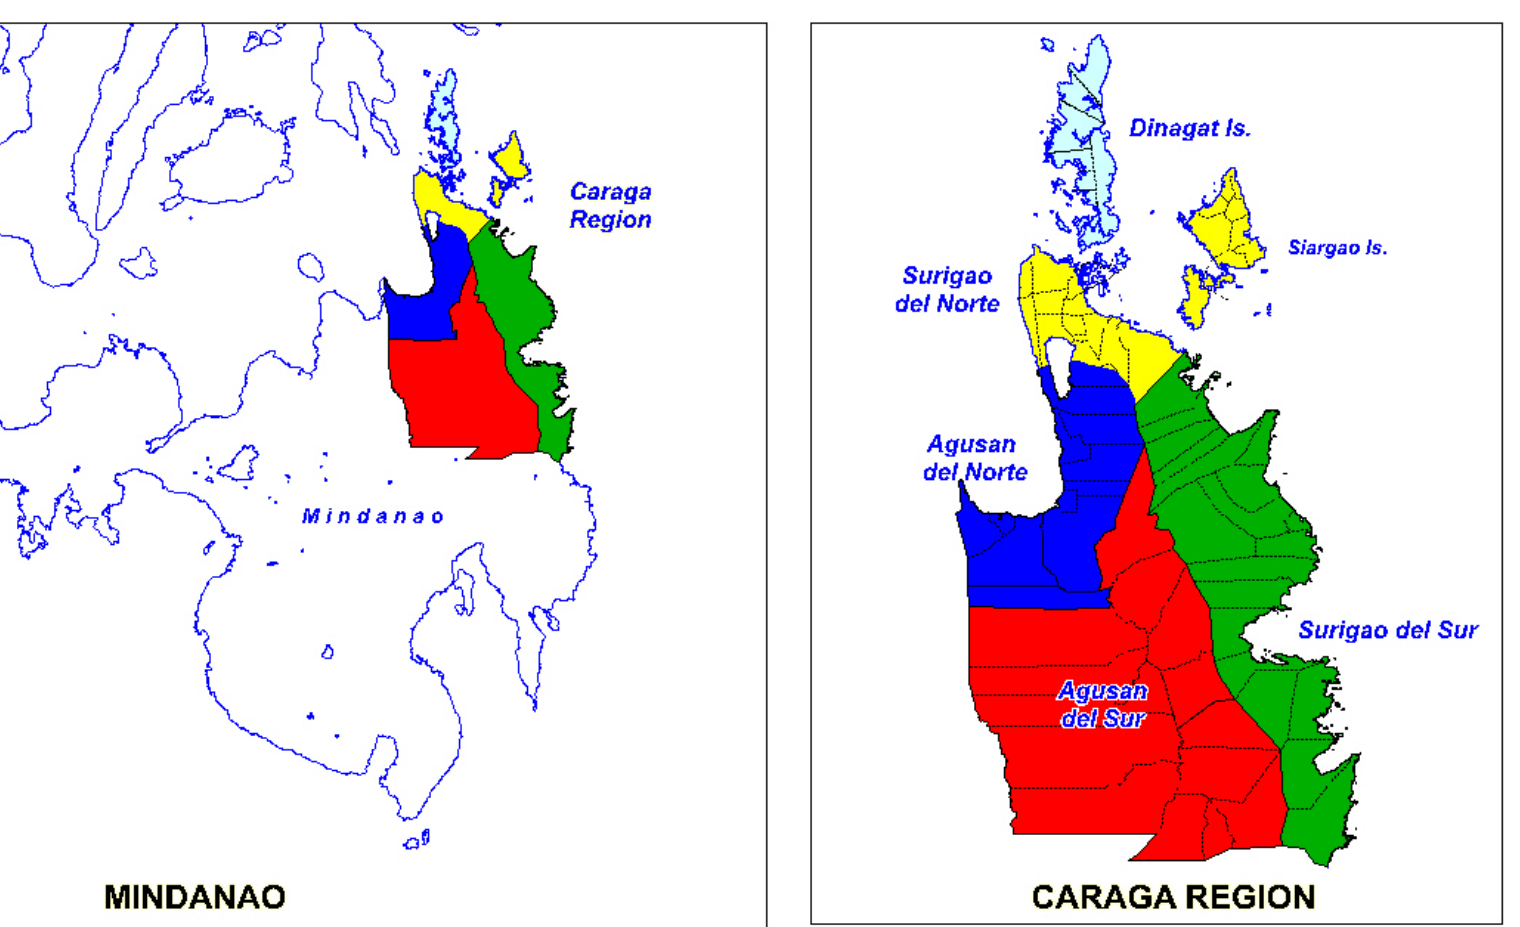 Caraga
Region
Mindanao
MINDANAO
Dinagat Is.
Siargao Is.
Surigao
del Norte
Agusan
del Norte
Surigao del Sur
Agusan
del Sur
CARAGA REGION